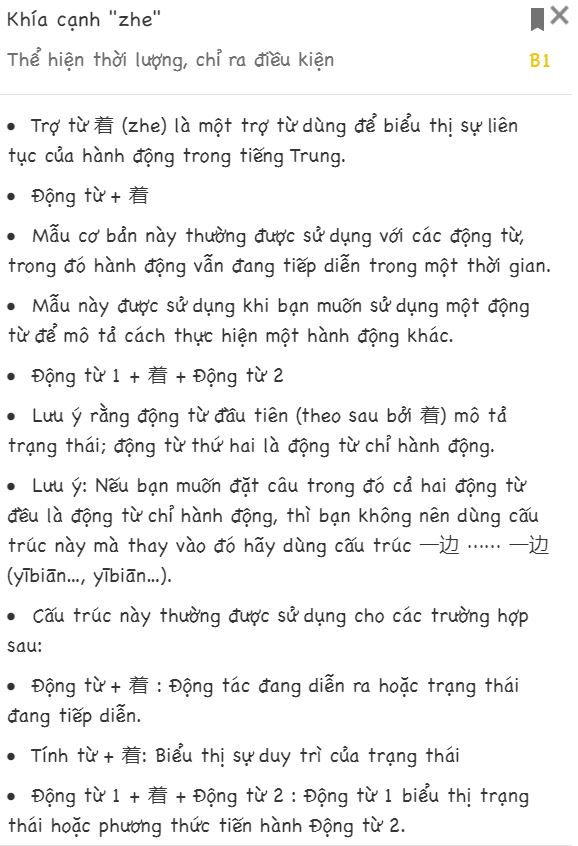 Khía cạnh "zhe"
Thể hiện thời lượng, chỉ ra điều kiện
B1
• Trợ từ 着 (zhe) là một trợ từ dùng để biểu thị sự liên
tục của hành động trong tiếng Trung.
• Động từ + 着
• Mẫu cơ bản này thường được sử dụng với các động từ,
trong đó hành động vẫn đang tiếp diễn trong một thời gian.
• Mẫu này được sử dụng khi bạn muốn sử dụng một động
từ để mô tả cách thực hiện một hành động khác.
• Động từ 1 + 着 + Động từ 2
• Lưu ý rằng động từ đầu tiên (theo sau bởi 着) mô tả
trạng thái; động từ thứ hai là động từ chỉ hành động.
• Lưu ý: Nếu bạn muốn đặt câu trong đó cả hai động từ
đều là động từ chỉ hành động, thì bạn không nên dùng cấu
trúc này mà thay vào đó hãy dùng cấu trúc 一边 …… 一边
(yībiān…, yībiān…).
• Cấu trúc này thường được sử dụng cho các trường hợp
sau:
• Động từ + 着 : Động tác đang diễn ra hoặc trạng thái
đang tiếp diễn.
• Tính từ + 着: Biểu thị sự duy trì của trạng thái
• Động từ 1 + 着 + Động từ 2 : Động từ 1 biểu thị trạng
thái hoặc phương thức tiến hành Động từ 2.